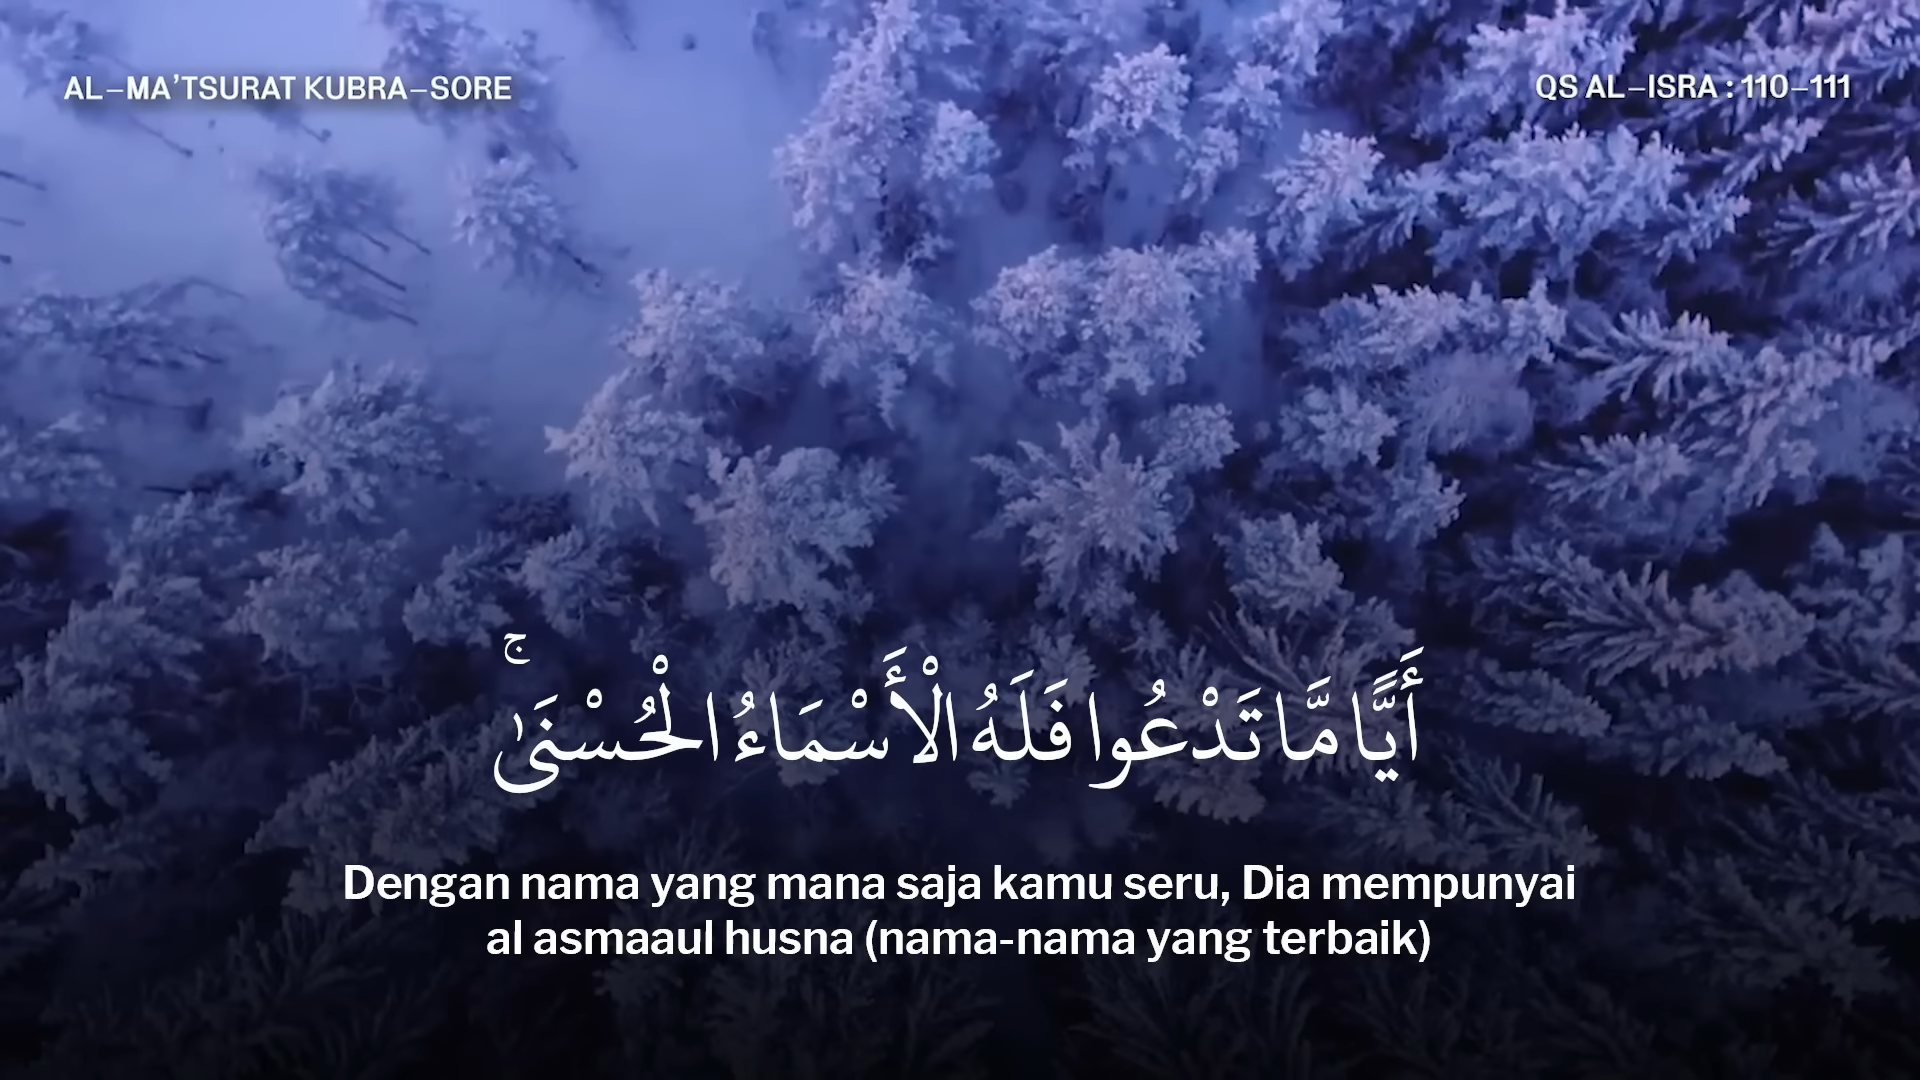 AL–MA’TSURAT KUBRA–SORE
QS AL–ISRA : 110–111
أَيًّا مَّا تَدْعُوا فَلَهُ الْأَسْمَاءُ الْحُسْنَىٰ ۚ
Dengan nama yang mana saja kamu seru, Dia mempunyai
al asmaaul husna (nama-nama yang terbaik)